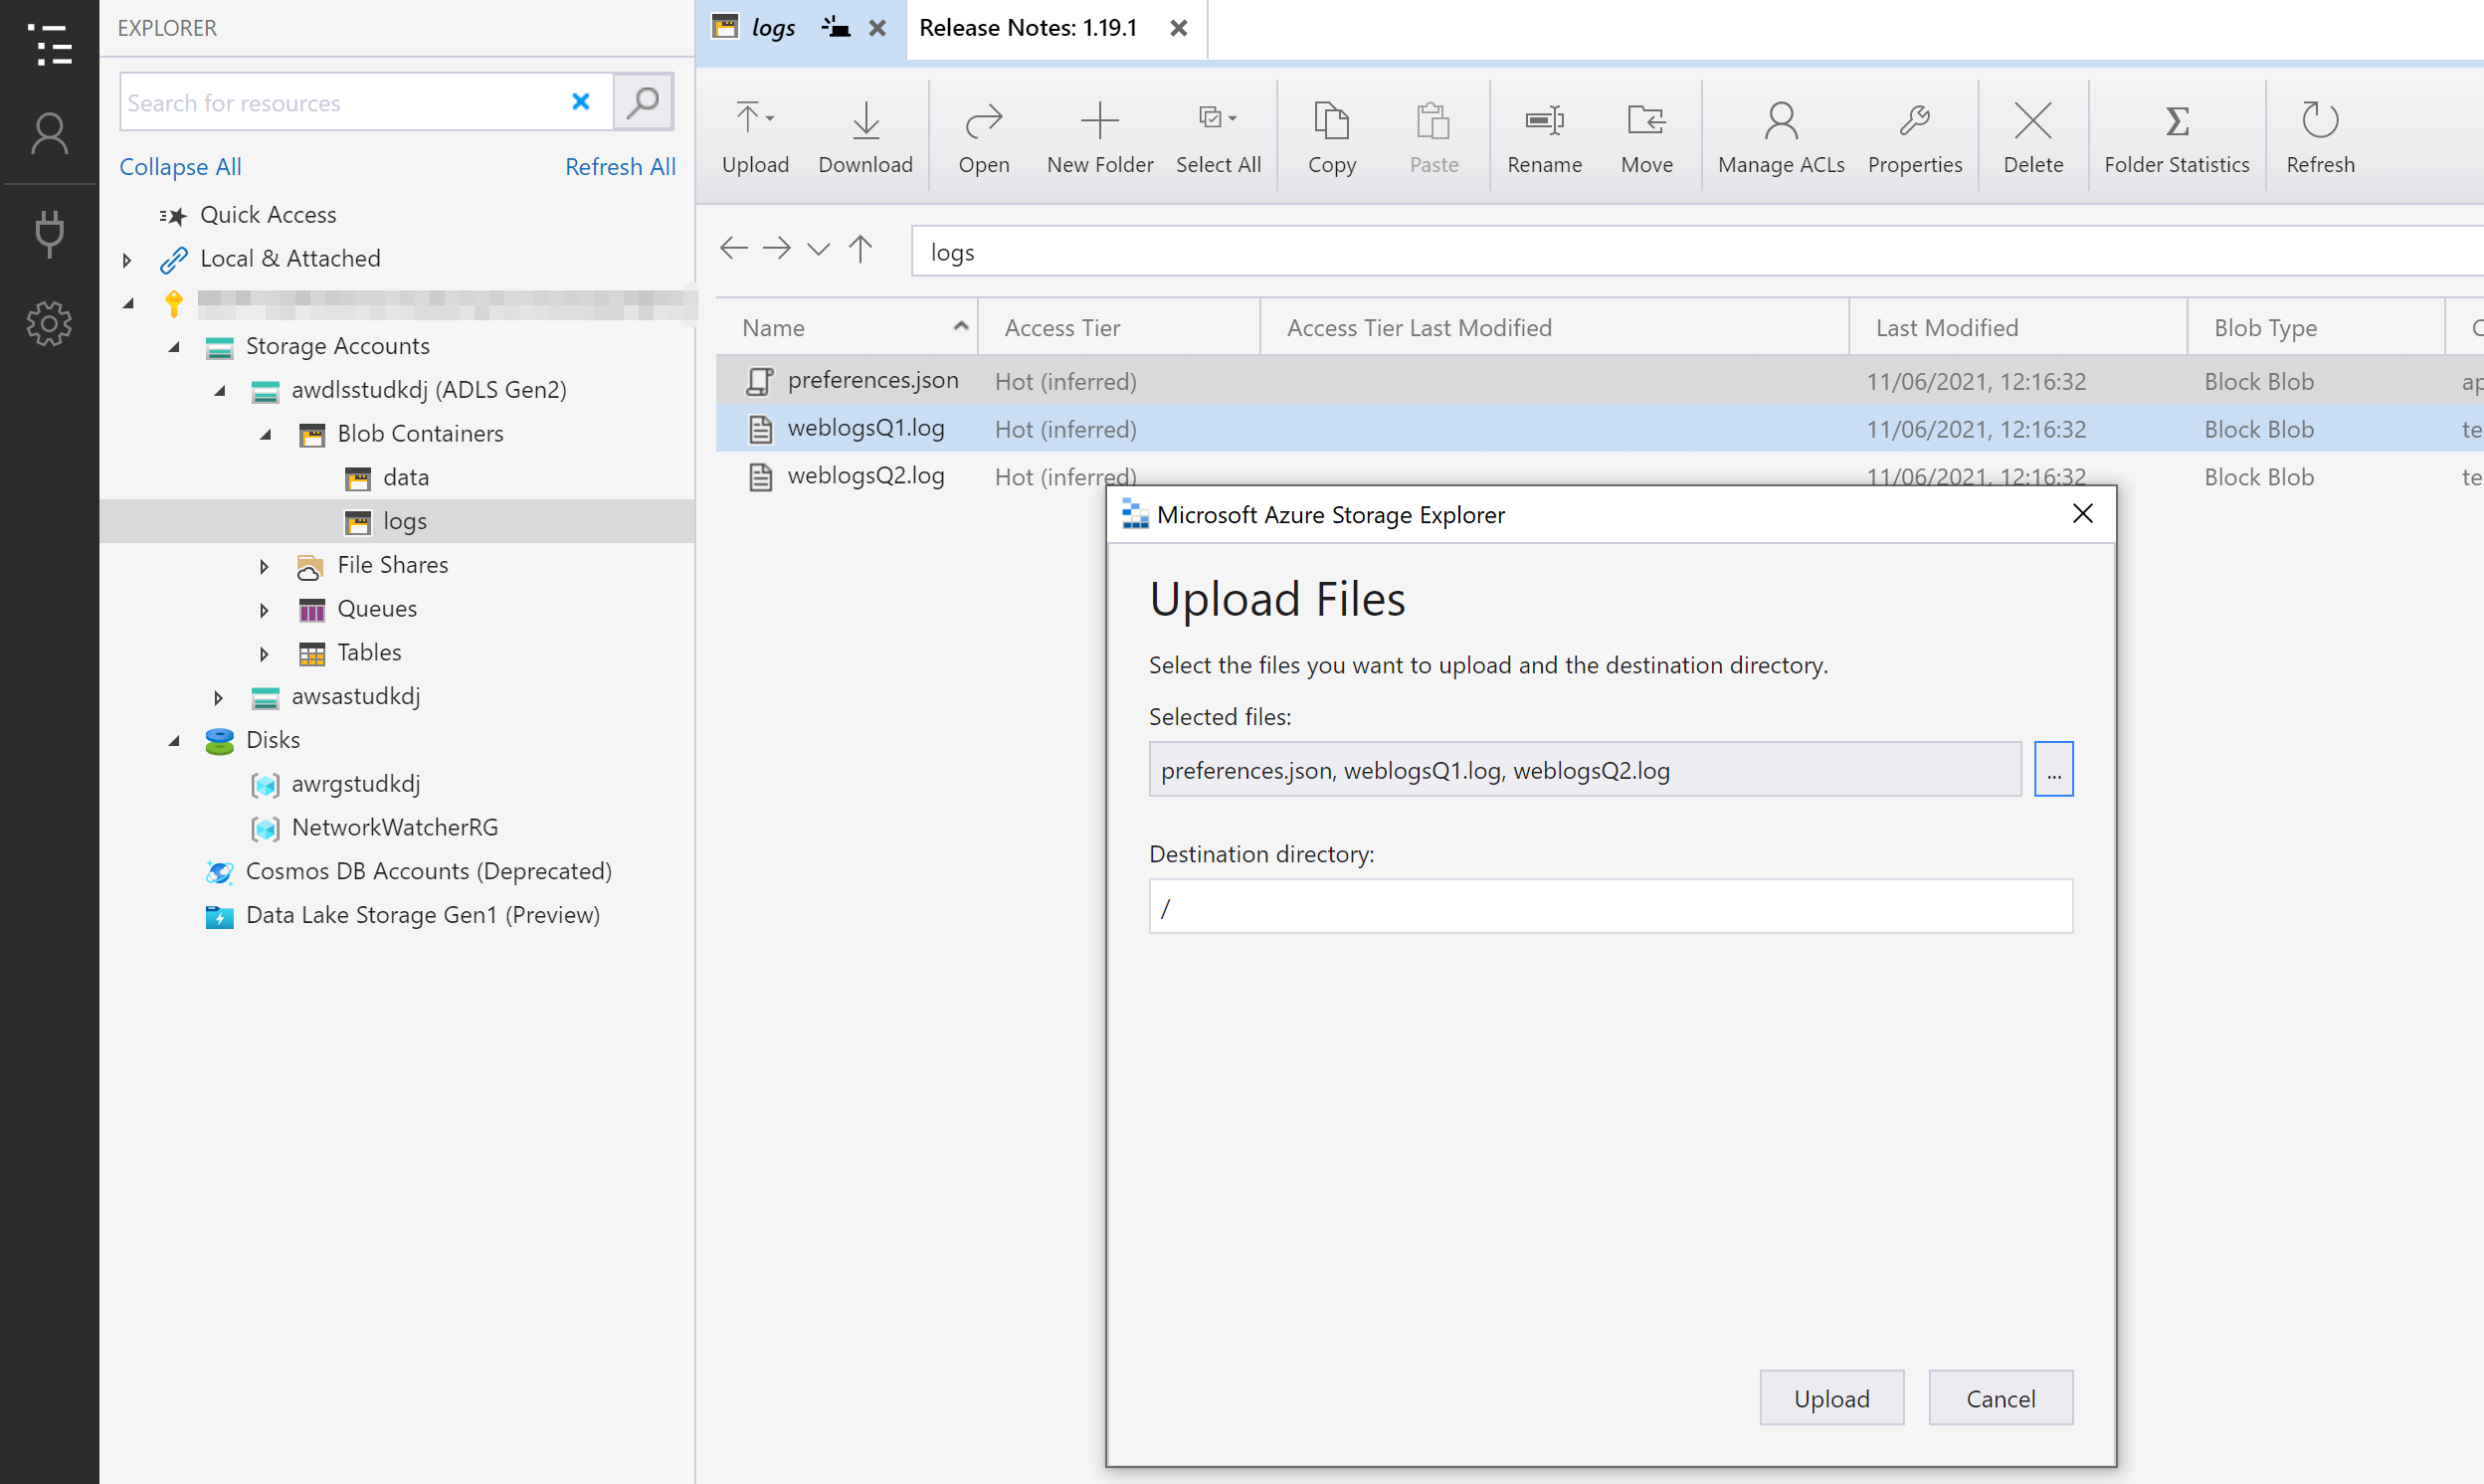 EXPLORER
Search for resources
Collapse All
Refresh All
Quick Access
Local & Attached
Storage Accounts
awdlsstudkdj (ADLS Gen2)
Blob Containers
data
logs
File Shares
Queues
Tables
awsastudkdj
Disks
awrgstudkdj
NetworkWatcherRG
Cosmos DB Accounts (Deprecated)
Data Lake Storage Gen1 (Preview)
logs
Release Notes: 1.19.1
Upload Download Open New Folder Select All Copy Paste Rename Move Manage ACLs Properties Delete Folder Statistics Refresh
logs
Name Access Tier Access Tier Last Modified Last Modified Blob Type
preferences.json Hot (inferred) 11/06/2021, 12:16:32 Block Blob
weblogsQ1.log Hot (inferred) 11/06/2021, 12:16:32 Block Blob
weblogsQ2.log Hot (inferred) 11/06/2021, 12:16:32 Block Blob
Microsoft Azure Storage Explorer
Upload Files
Select the files you want to upload and the destination directory.
Selected files:
preferences.json, weblogsQ1.log, weblogsQ2.log
...
Destination directory:
/
Upload
Cancel